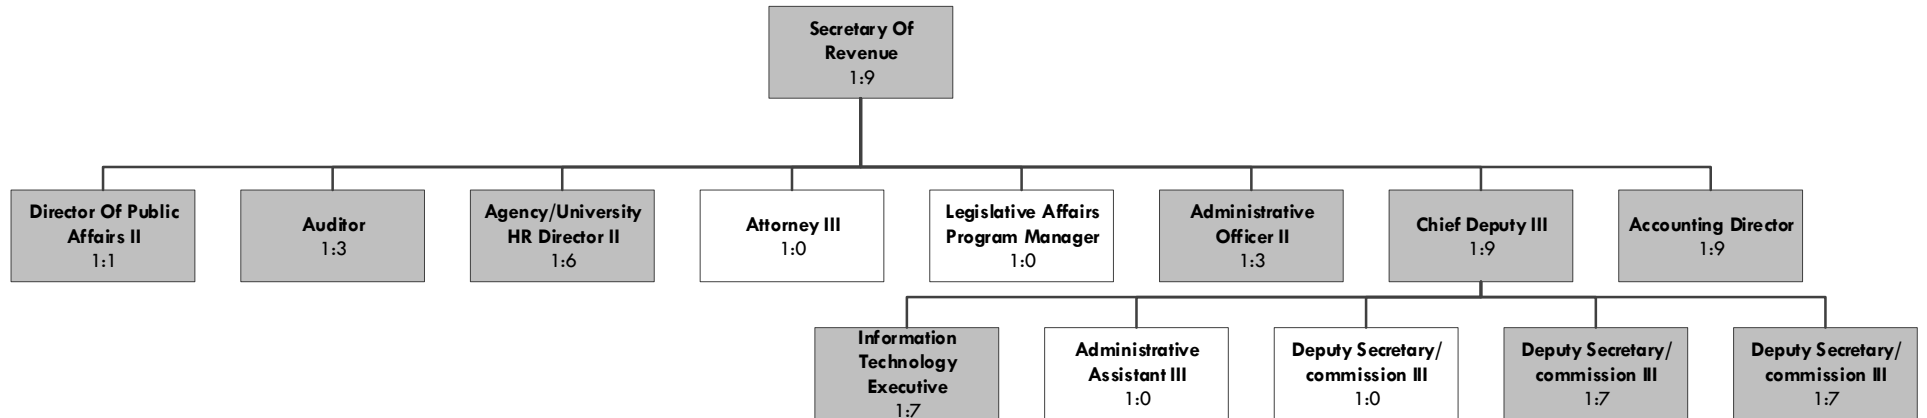 Secretary Of
Revenue
1:9
Director Of Public
Affairs II
1:1
Auditor
1:3
Agency/University
HR Director II
1:6
Attorney III
1:0
Legislative Affairs
Program Manager
1:0
Administrative
Officer II
1:3
Chief Deputy III
1:9
Accounting Director
1:9
Information
Technology
Executive
1:7
Administrative
Assistant III
1:0
Deputy Secretary/
commission III
1:0
Deputy Secretary/
commission III
1:7
Deputy Secretary/
commission III
1:7